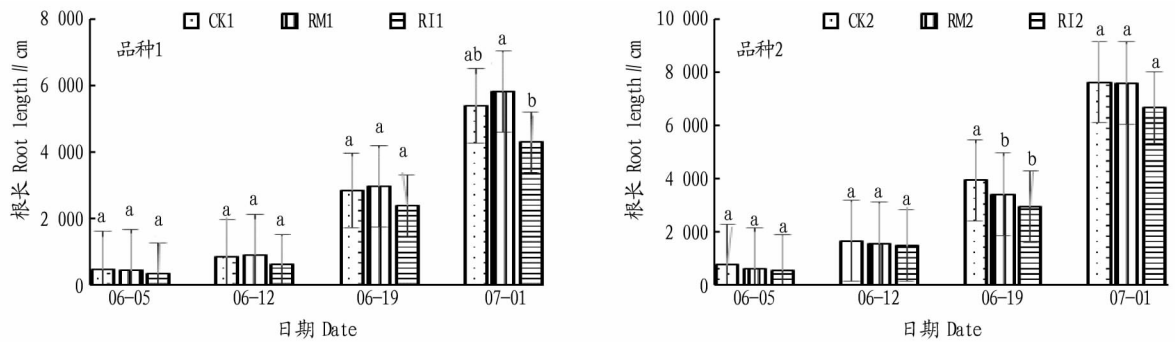 8 000
6 000
4 000
2 000
0
根长 Root length∥cm
CK1 RM1 RI1
品种1
a a a
a a a
a a a
ab a b
06-05 06-12 06-19 07-01
日期 Date
10 000
8 000
6 000
4 000
2 000
0
根长 Root length∥cm
CK2 RM2 RI2
品种2
a a a
a a a
a b b
a a a
06-05 06-12 06-19 07-01
日期 Date